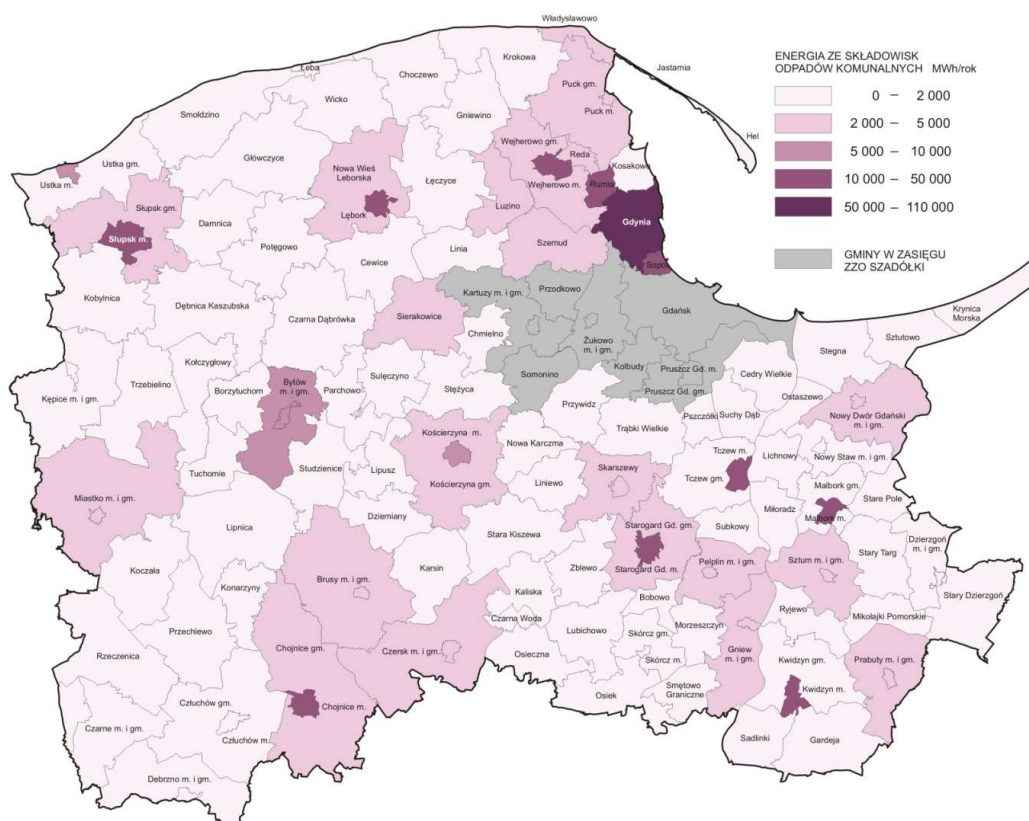 Władysławowo
ENERGIA ZE SKŁADOWISK
ODPADÓW KOMUNALNYCH MWh/rok
0 – 2 000
2 000 – 5 000
5 000 – 10 000
10 000 – 50 000
50 000 – 110 000
GMINY W ZASIĘGU
ZZO SZADÓŁKI
Krokowa
Jastarnia
Łeba
Choczewo
Puck gm.
Wicko
Puck m.
Smołdzino
Gniewino
Hel
Wejherowo gm.
Reda
Główczyce
Ustka gm.
Nowa Wieś
Leborska
Kosakowo
Ustka m.
Łęczyce
Wejherowo m.
Rumia
Słupsk gm.
Luzino
Lębork
Damnica
Gdynia
Słupsk m.
Potęgowo
Linia
Szemud
Cewice
Sopot
Kartuzy m. i gm.
Przodkowo
Kobylnica
Dębnica Kaszubska
Gdańsk
Krynica
Morska
Czarna Dąbrówka
Sierakowice
Chmielno
Sztutowo
Żukowo
m. i gm.
Stegna
Kołczygłowy
Kolbudy
Pruszcz Gd. m.
Trzebielino
Sulęczyno
Somonino
Cedry Wielkie
Kępice m. i gm.
Borzytuchom
Bytów
m. i gm.
Parchowo
Stężyca
Pruszcz Gd. gm.
Ostaszewo
Przywidz
Pszczółki
Suchy Dąb
Nowy Dwór Gdański
m. i gm.
Trąbki Wielkie
Kościerzyna m.
Nowa Karczma
Tczew m.
Lichnowy
Nowy Staw m. i gm.
Tuchomie
Studzienice
Lipusz
Skarszewy
Kościerzyna gm.
Liniewo
Tczew gm.
Malbork gm.
Miastko m. i gm.
Stare Pole
Dziemiany
Miłoradz
Malbork m.
Lipnica
Starogard Gd. gm.
Subkowy
Stara Kiszewa
Dzierzgoń
m. i gm.
Stary Targ
Koczała
Karsin
Zblewo
Starogard Gd. m.
Pelplin m. i gm.
Sztum m. i gm.
Konarzyny
Brusy m. i gm.
Kaliska
Stary Dzierzgoń
Bobowo
Czarna Woda
Ryjewo
Mikołajki Pomorskie
Przechlewo
Lubichowo
Skórcz gm.
Morzeszczyn
Chojnice gm.
Czersk m. i gm.
Osieczna
Rzeczenica
Skórcz m.
Gniew
m. i gm.
Kwidzyn gm.
Prabuty m. i gm.
Osiek
Smętowo
Graniczne
Kwidzyn m.
Człuchów gm.
Chojnice m.
Czarne m. i gm.
Człuchów m.
Sadlinki
Gardeja
Debrzno m. i gm.